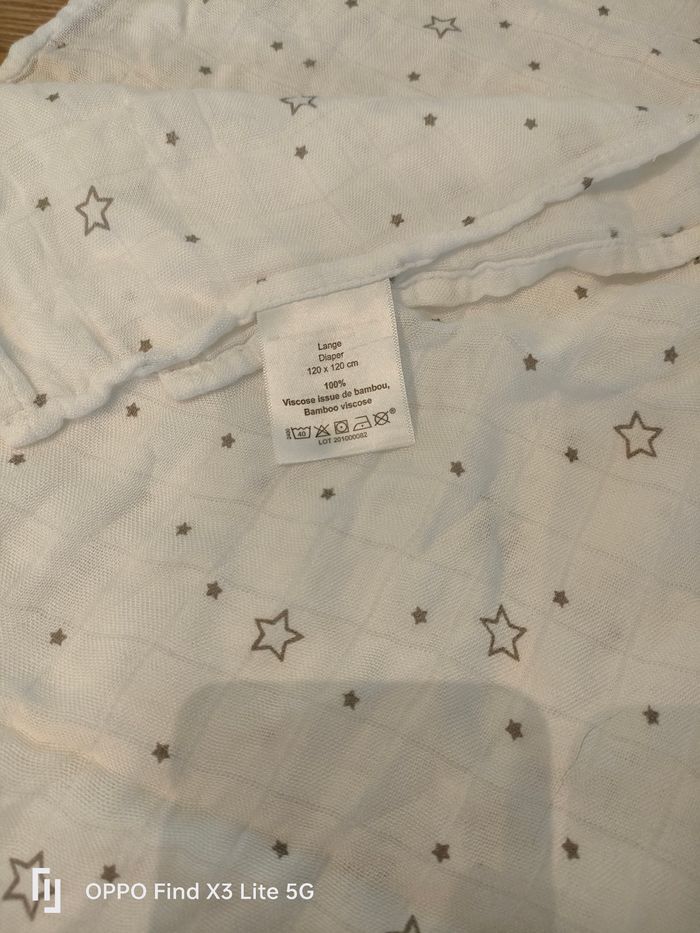 Lange
Diaper
120 x 120 cm
100%
Viscose issue de bambou,
Bamboo viscose
40
LOT 201000082
OPPO Find X3 Lite 5G